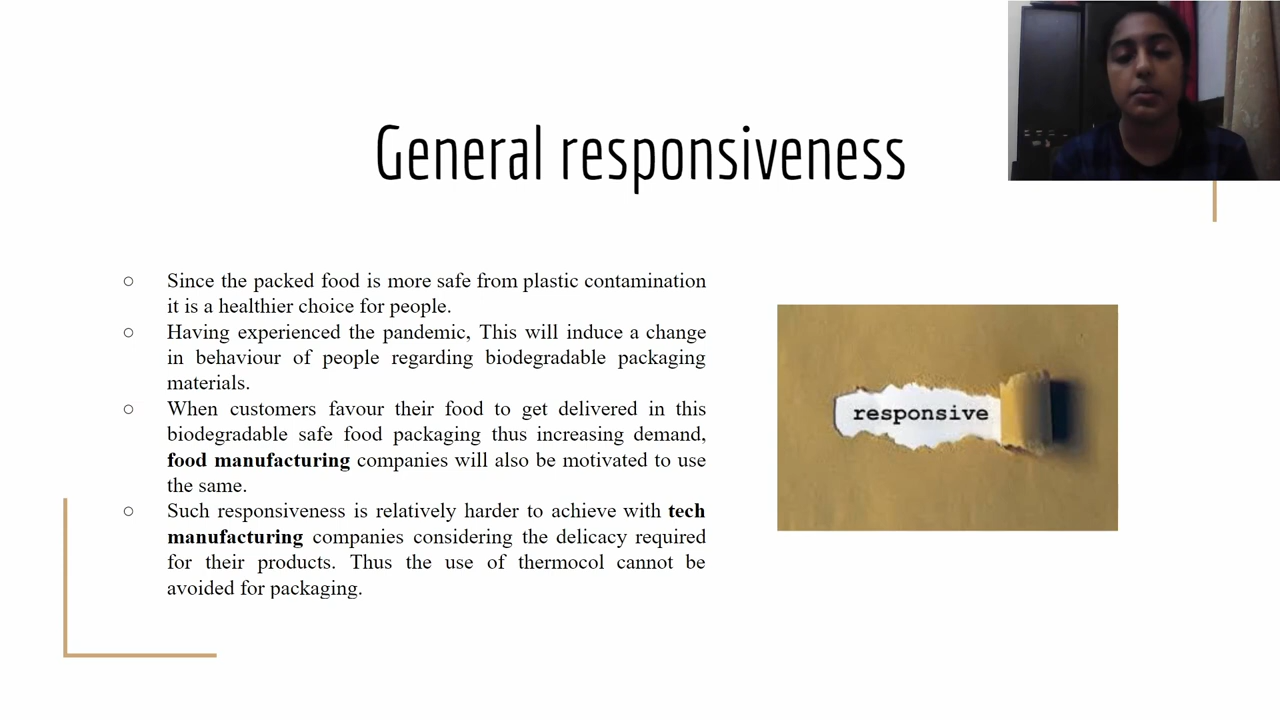 General responsiveness
○ Since the packed food is more safe from plastic contamination
it is a healthier choice for people.
○ Having experienced the pandemic, This will induce a change
in behaviour of people regarding biodegradable packaging
materials.
○ When customers favour their food to get delivered in this
biodegradable safe food packaging thus increasing demand,
food manufacturing companies will also be motivated to use
the same.
○ Such responsiveness is relatively harder to achieve with tech
manufacturing companies considering the delicacy required
for their products. Thus the use of thermocol cannot be
avoided for packaging.
responsive